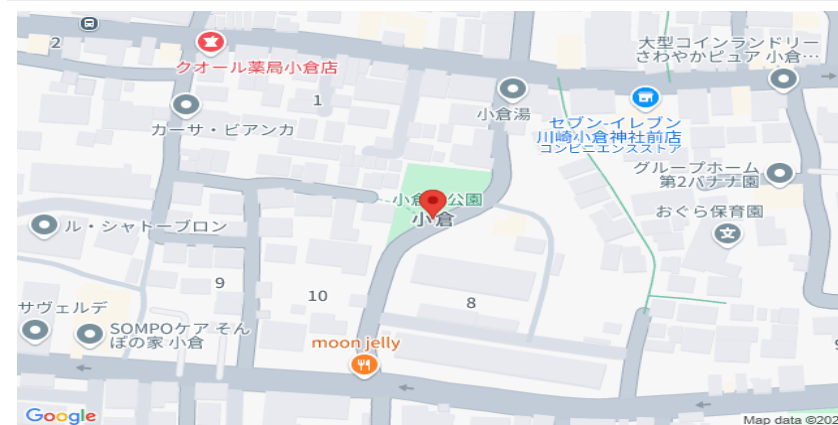 2
クオール薬局小倉店
大型コインランドリー
さわやかピュア 小倉…
1
カーサ・ビアンカ
小倉湯
セブン-イレブン
川崎小倉神社前店
コンビニエンスストア
グループホーム
第2バナナ園
小倉 公園
小倉
おぐら保育園
ル・シャトーブロン
9
10
8
サヴェルデ
SOMPOケア そん
ぽの家 小倉
moon jelly
Google
Map data ©202